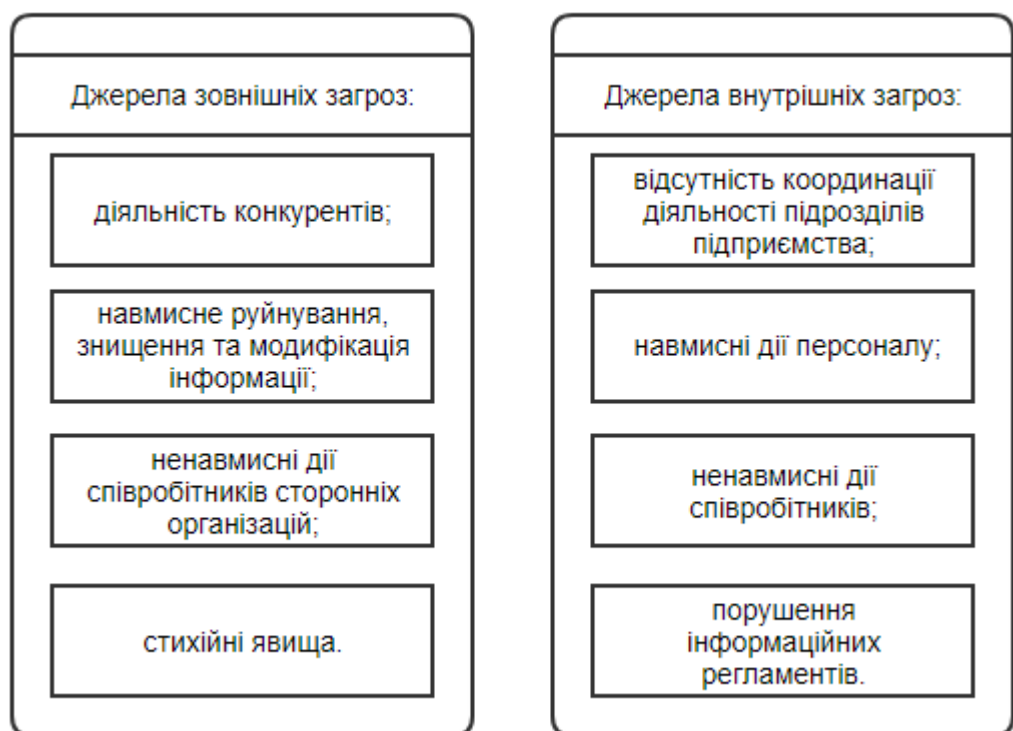 Джерела зовнішніх загроз:
діяльність конкурентів;
навмисне руйнування,
знищення та модифікація
інформації;
ненавмисні дії
співробітників сторонніх
організацій;
стихійні явища.
Джерела внутрішніх загроз:
відсутність координації
діяльності підрозділів
підприємства;
навмисні дії персоналу;
ненавмисні дії
співробітників;
порушення
інформаційних
регламентів.